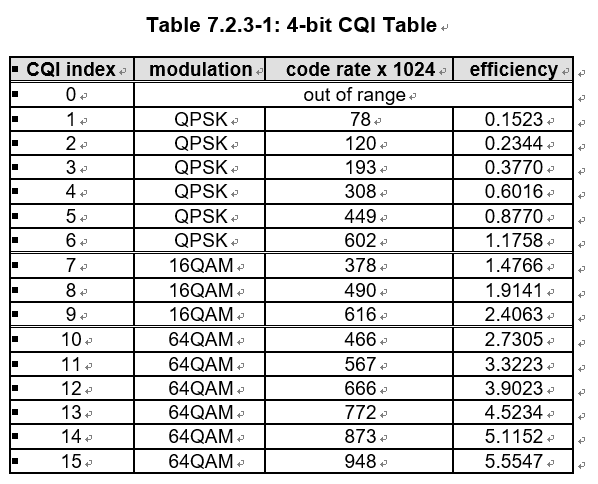 Table 7.2.3-1: 4-bit CQI Table
CQI index modulation code rate x 1024 efficiency
0 out of range
1 QPSK 78 0.1523
2 QPSK 120 0.2344
3 QPSK 193 0.3770
4 QPSK 308 0.6016
5 QPSK 449 0.8770
6 QPSK 602 1.1758
7 16QAM 378 1.4766
8 16QAM 490 1.9141
9 16QAM 616 2.4063
10 64QAM 466 2.7305
11 64QAM 567 3.3223
12 64QAM 666 3.9023
13 64QAM 772 4.5234
14 64QAM 873 5.1152
15 64QAM 948 5.5547